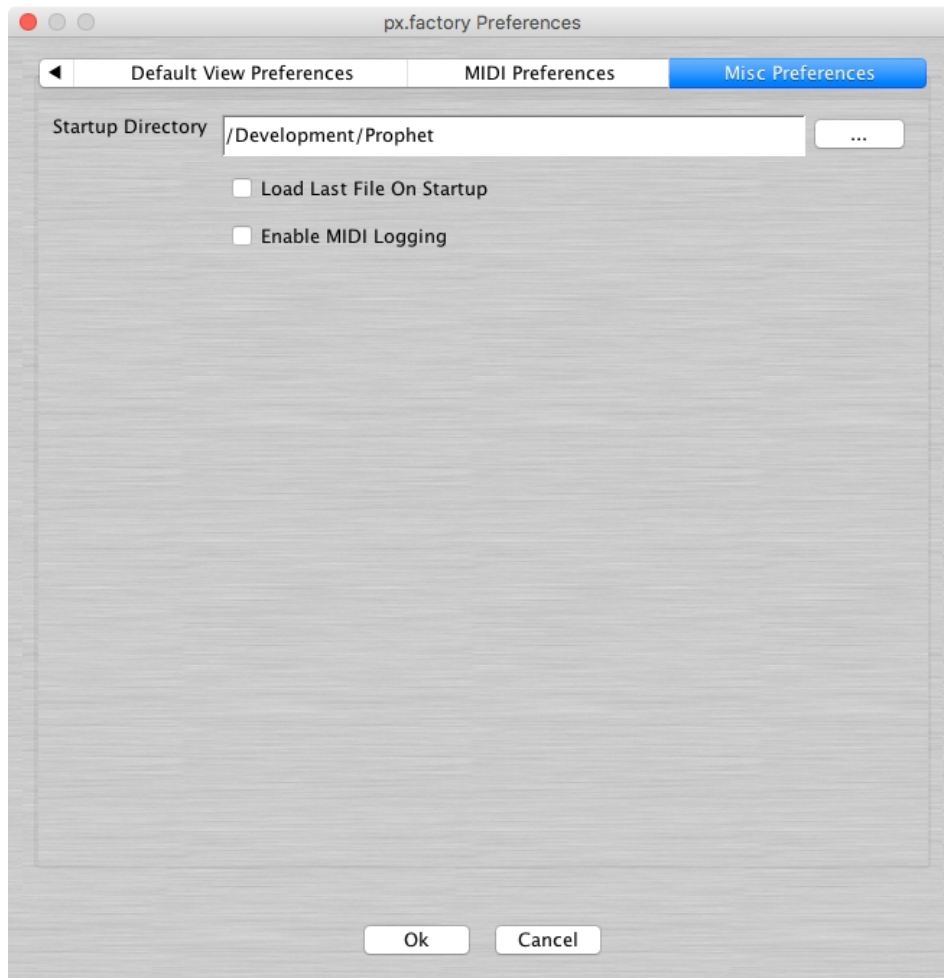 px.factory Preferences
Default View Preferences MIDI Preferences Misc Preferences
Startup Directory /Development/Prophet ...
Load Last File On Startup
Enable MIDI Logging
Ok Cancel